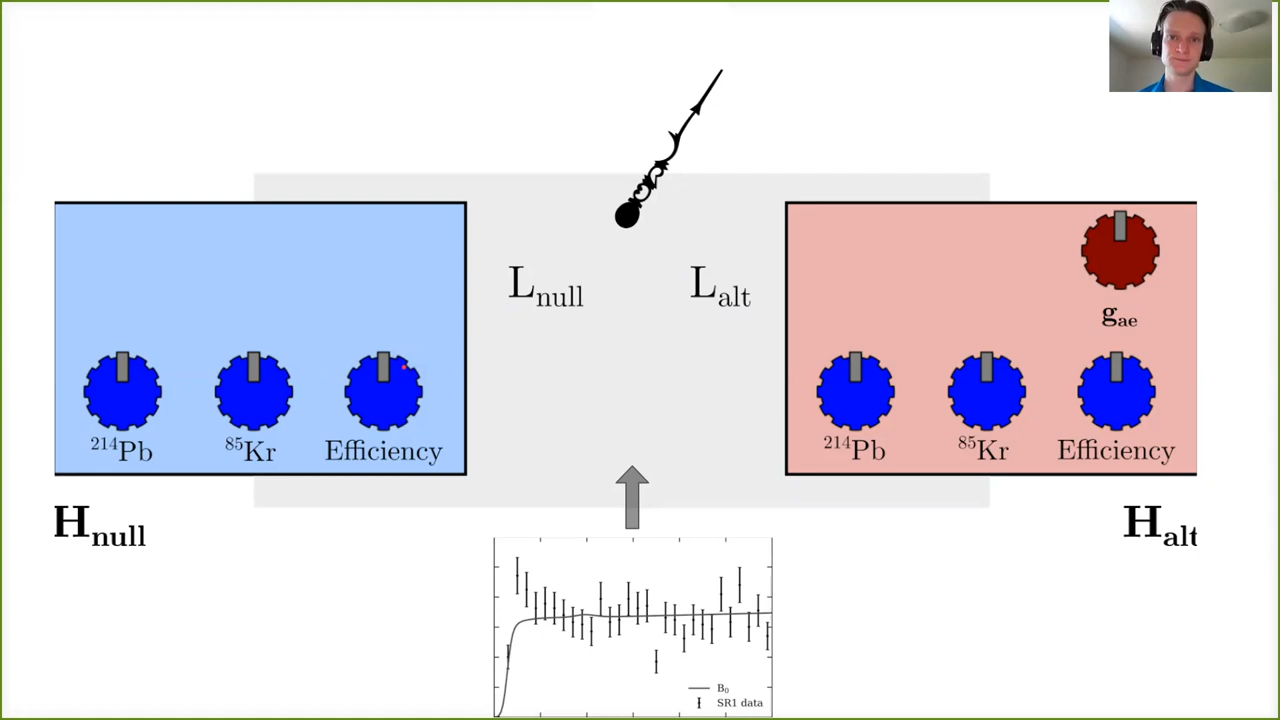 L_null L_alt
g_ae
²¹⁴Pb ⁸⁵Kr Efficiency
²¹⁴Pb ⁸⁵Kr Efficiency
H_null
H_alt
B₀
SR1 data